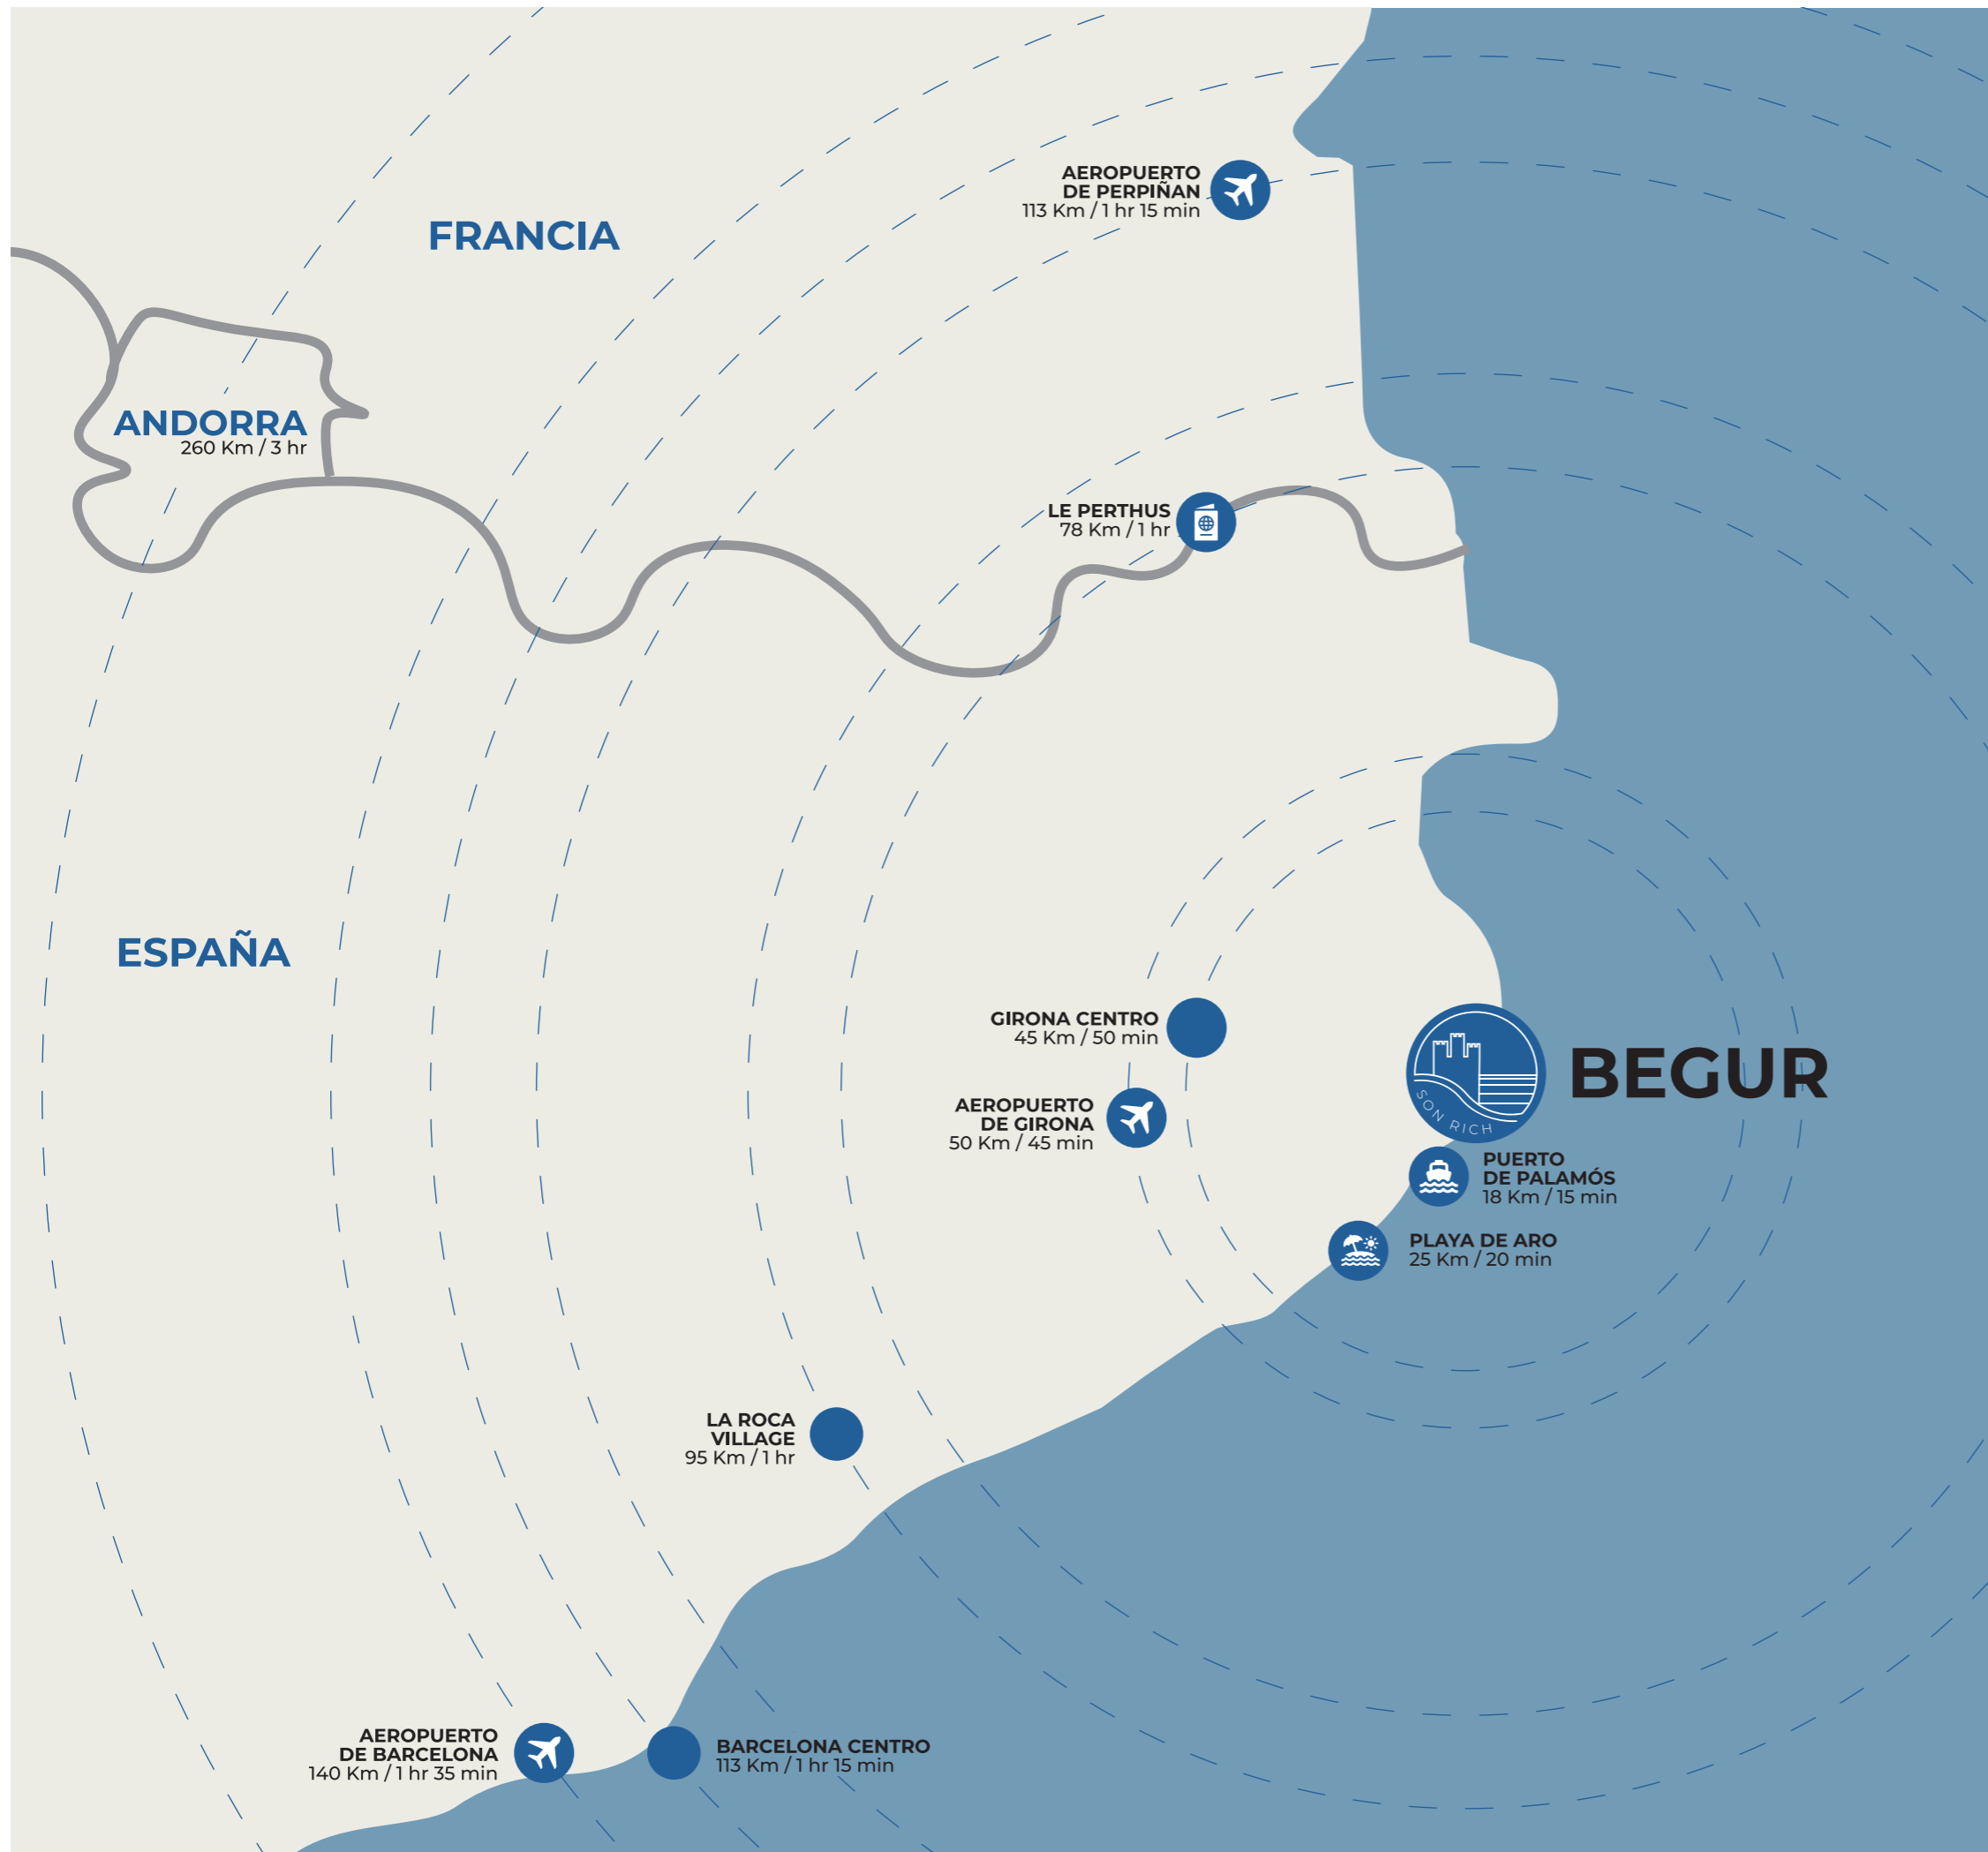 AEROPUERTO
DE PERPIÑAN
113 Km / 1 hr 15 min
FRANCIA
ANDORRA
260 Km / 3 hr
LE PERTHUS
78 Km / 1 hr
ESPAÑA
GIRONA CENTRO
45 Km / 50 min
BEGUR
SON RICH
AEROPUERTO
DE GIRONA
50 Km / 45 min
PUERTO
DE PALAMÓS
18 Km / 15 min
PLAYA DE ARO
25 Km / 20 min
LA ROCA
VILLAGE
95 Km / 1 hr
AEROPUERTO
DE BARCELONA
140 Km / 1 hr 35 min
BARCELONA CENTRO
113 Km / 1 hr 15 min